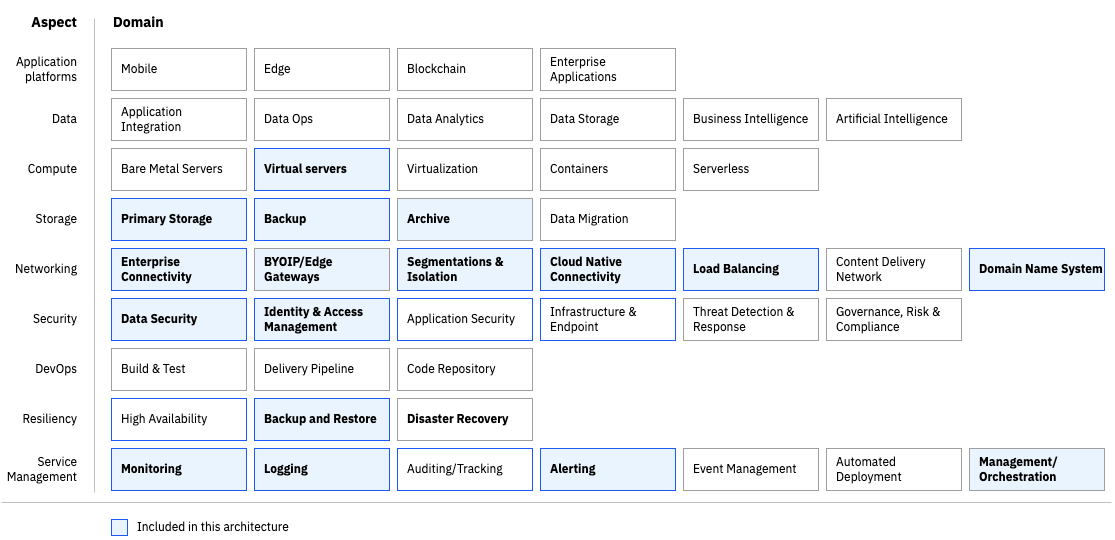 Aspect
Domain
Application
platforms
Mobile
Edge
Blockchain
Enterprise
Applications
Data
Application
Integration
Data Ops
Data Analytics
Data Storage
Business Intelligence
Artificial Intelligence
Compute
Bare Metal Servers
Virtual servers
Virtualization
Containers
Serverless
Storage
Primary Storage
Backup
Archive
Data Migration
Networking
Enterprise
Connectivity
BYOIP/Edge
Gateways
Segmentations &
Isolation
Cloud Native
Connectivity
Load Balancing
Content Delivery
Network
Domain Name System
Security
Data Security
Identity & Access
Management
Application Security
Infrastructure &
Endpoint
Threat Detection &
Response
Governance, Risk &
Compliance
DevOps
Build & Test
Delivery Pipeline
Code Repository
Resiliency
High Availability
Backup and Restore
Disaster Recovery
Service
Management
Monitoring
Logging
Auditing/Tracking
Alerting
Event Management
Automated
Deployment
Management/
Orchestration
Included in this architecture